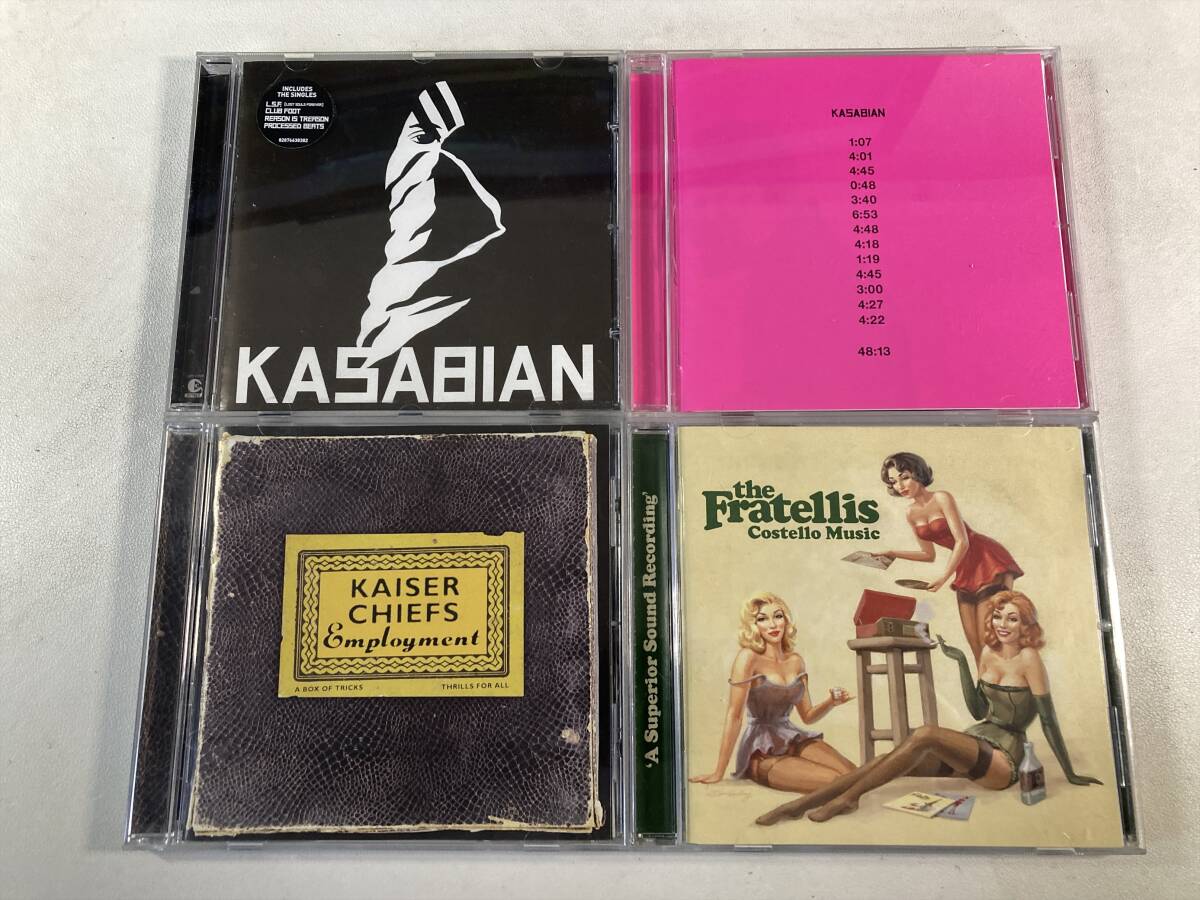 INCLUDES
THE SINGLES
L.S.F. (LOST SOULS FOREVER)
CLUB FOOT
REASON IS TREASON
PROCESSED BEATS
82876638302
KASABIAN
KASABIAN
1:07
4:01
4:45
0:48
3:40
6:53
4:48
4:18
1:19
4:45
3:00
4:27
4:22
48:13
KAISER
CHIEFS
Employment
A BOX OF TRICKS
THRILLS FOR ALL
'A Superior Sound Recording'
the
Fratellis
Costello Music